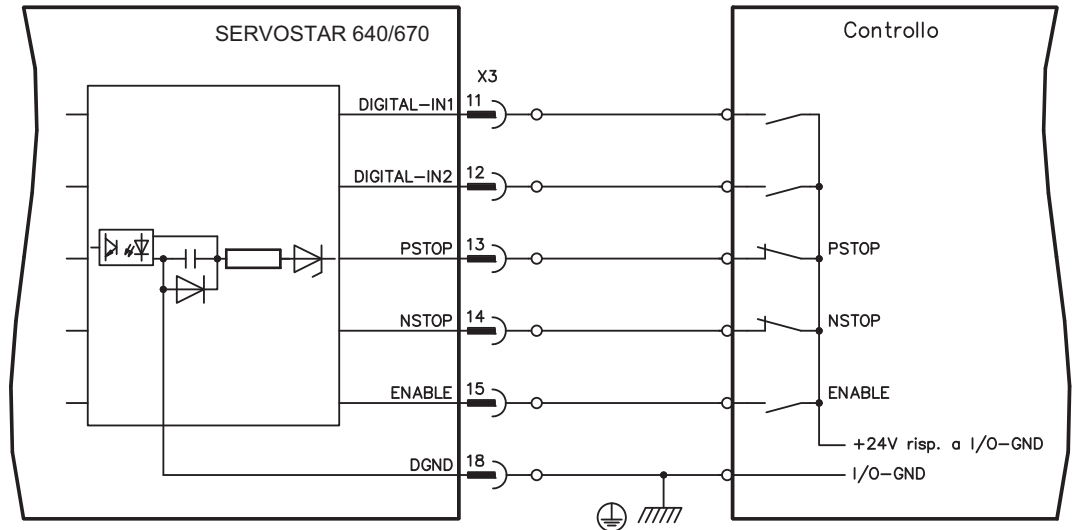 SERVOSTAR 640/670
Controllo
X3
DIGITAL-IN1 11
DIGITAL-IN2 12
PSTOP 13 PSTOP
NSTOP 14 NSTOP
ENABLE 15 ENABLE
+24V risp. a I/O-GND
DGND 18 I/O-GND